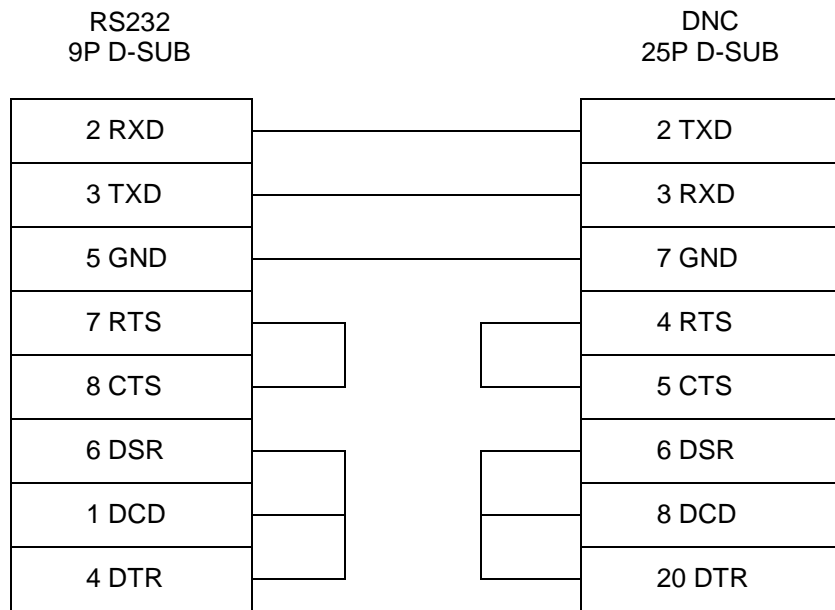 RS232
9P D-SUB
DNC
25P D-SUB
2 RXD
2 TXD
3 TXD
3 RXD
5 GND
7 GND
7 RTS
4 RTS
8 CTS
5 CTS
6 DSR
6 DSR
1 DCD
8 DCD
4 DTR
20 DTR